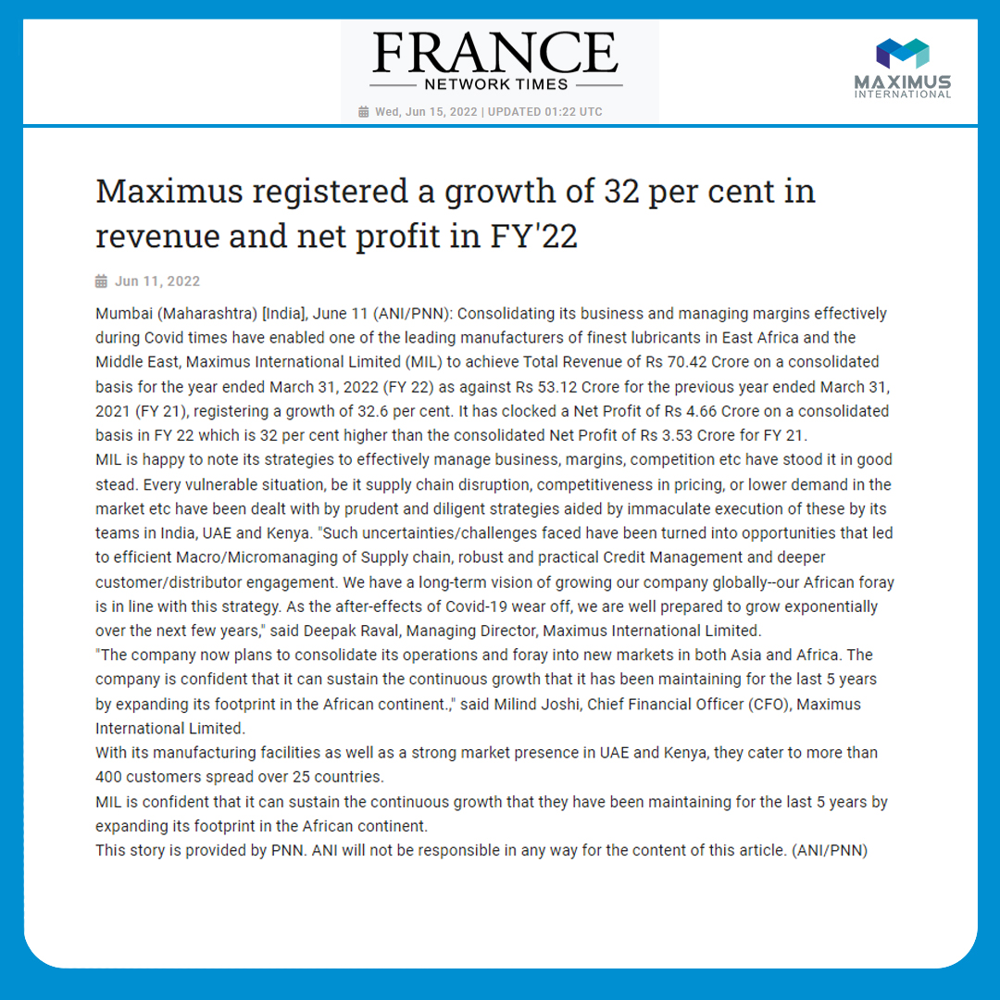 FRANCE
NETWORK TIMES
Wed, Jun 15, 2022 | UPDATED 01:22 UTC
MAXIMUS
INTERNATIONAL
Maximus registered a growth of 32 per cent in
revenue and net profit in FY'22
Jun 11, 2022
Mumbai (Maharashtra) [India], June 11 (ANI/PNN): Consolidating its business and managing margins effectively
during Covid times have enabled one of the leading manufacturers of finest lubricants in East Africa and the
Middle East, Maximus International Limited (MIL) to achieve Total Revenue of Rs 70.42 Crore on a consolidated
basis for the year ended March 31, 2022 (FY 22) as against Rs 53.12 Crore for the previous year ended March 31,
2021 (FY 21), registering a growth of 32.6 per cent. It has clocked a Net Profit of Rs 4.66 Crore on a consolidated
basis in FY 22 which is 32 per cent higher than the consolidated Net Profit of Rs 3.53 Crore for FY 21.
MIL is happy to note its strategies to effectively manage business, margins, competition etc have stood it in good
stead. Every vulnerable situation, be it supply chain disruption, competitiveness in pricing, or lower demand in the
market etc have been dealt with by prudent and diligent strategies aided by immaculate execution of these by its
teams in India, UAE and Kenya. "Such uncertainties/challenges faced have been turned into opportunities that led
to efficient Macro/Micromanaging of Supply chain, robust and practical Credit Management and deeper
customer/distributor engagement. We have a long-term vision of growing our company globally--our African foray
is in line with this strategy. As the after-effects of Covid-19 wear off, we are well prepared to grow exponentially
over the next few years," said Deepak Raval, Managing Director, Maximus International Limited.
"The company now plans to consolidate its operations and foray into new markets in both Asia and Africa. The
company is confident that it can sustain the continuous growth that it has been maintaining for the last 5 years
by expanding its footprint in the African continent.," said Milind Joshi, Chief Financial Officer (CFO), Maximus
International Limited.
With its manufacturing facilities as well as a strong market presence in UAE and Kenya, they cater to more than
400 customers spread over 25 countries.
MIL is confident that it can sustain the continuous growth that they have been maintaining for the last 5 years by
expanding its footprint in the African continent.
This story is provided by PNN. ANI will not be responsible in any way for the content of this article. (ANI/PNN)